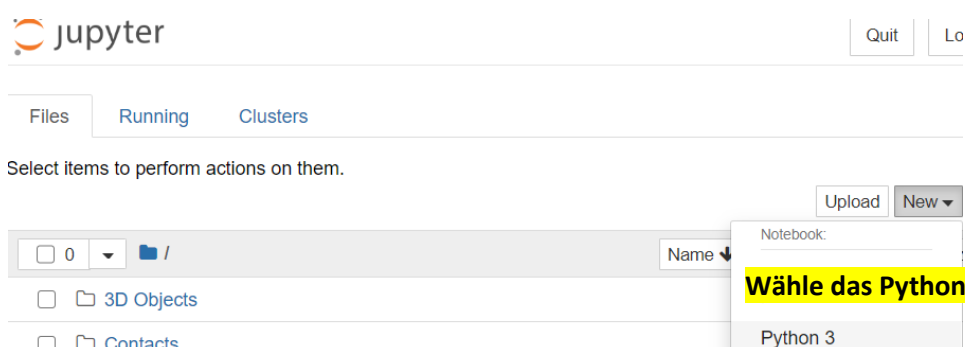 jupyter
Quit
Lo
Files Running Clusters
Select items to perform actions on them.
Upload New
Notebook:
0 / Name
Wähle das Python
3D Objects
Python 3
Contacts